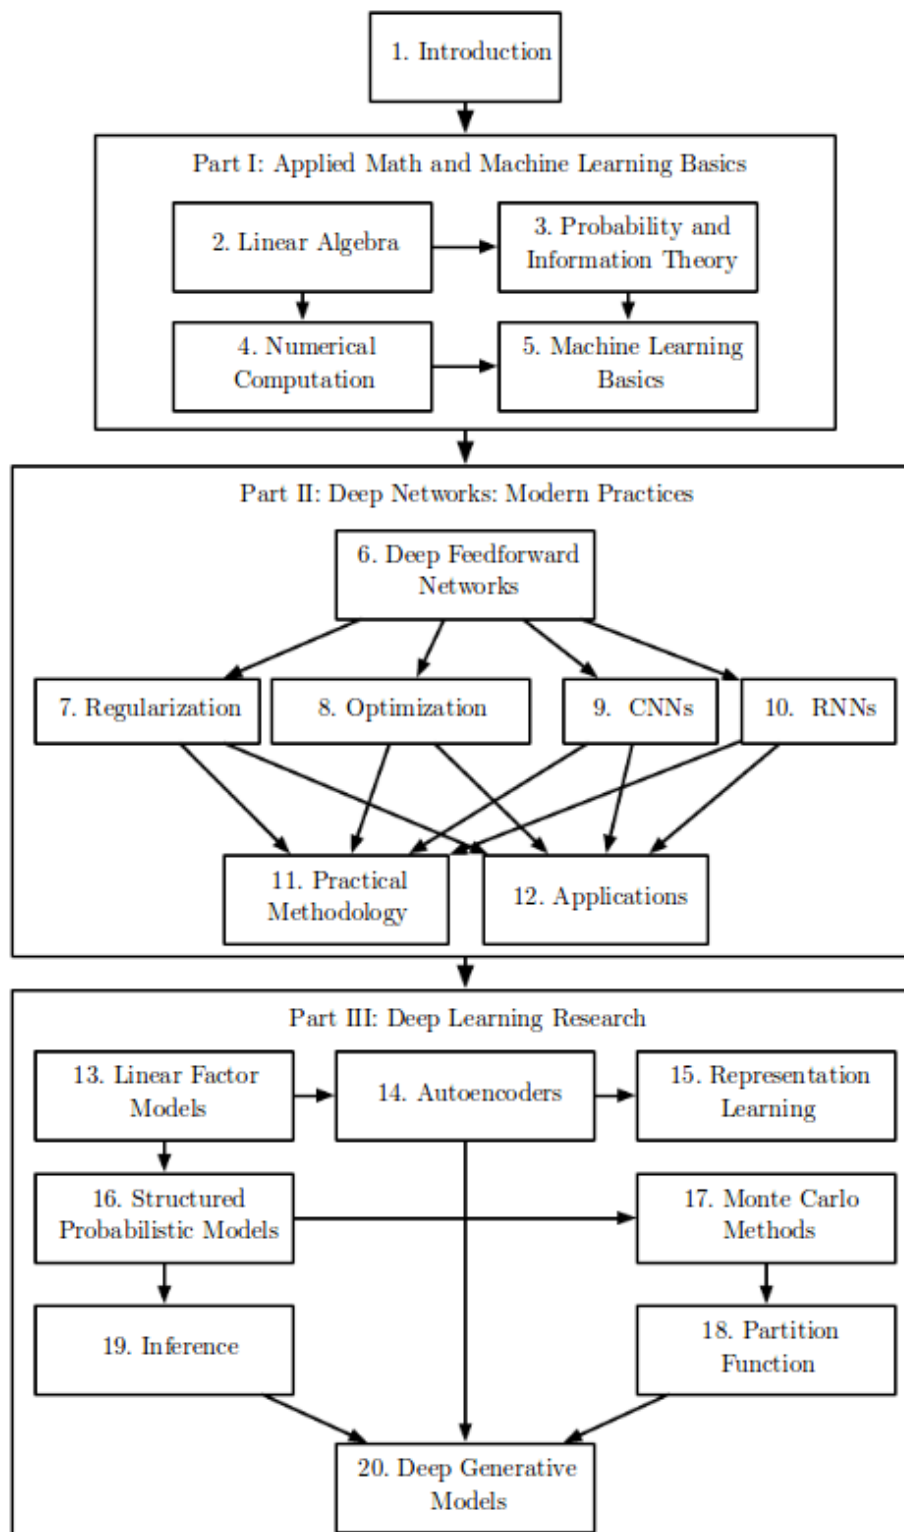 1. Introduction
Part I: Applied Math and Machine Learning Basics
2. Linear Algebra
3. Probability and
Information Theory
4. Numerical
Computation
5. Machine Learning
Basics
Part II: Deep Networks: Modern Practices
6. Deep Feedforward
Networks
7. Regularization
8. Optimization
9. CNNs
10. RNNs
11. Practical
Methodology
12. Applications
Part III: Deep Learning Research
13. Linear Factor
Models
14. Autoencoders
15. Representation
Learning
16. Structured
Probabilistic Models
17. Monte Carlo
Methods
19. Inference
18. Partition
Function
20. Deep Generative
Models